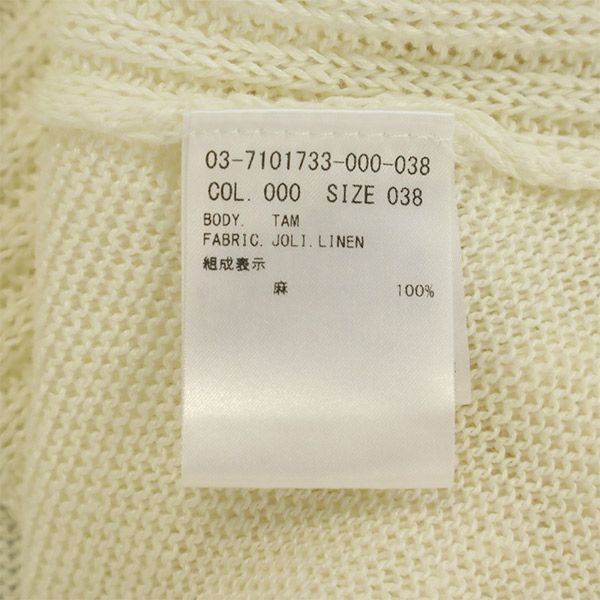 03-7101733-000-038
COL. 000 SIZE 038
BODY. TAM
FABRIC. JOLI. LINEN
組成表示
麻 100%